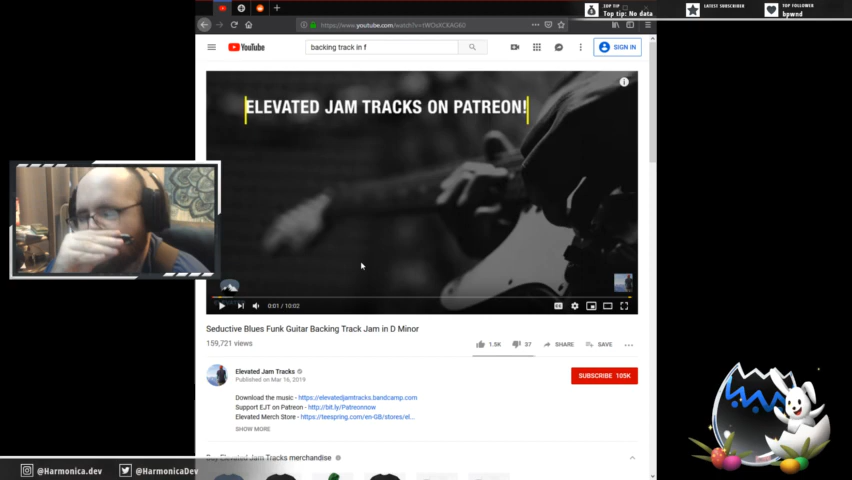 TOP TIP
Top tip: No data
LATEST SUBSCRIBER
TOP FOLLOWER
bpwnd
https://www.youtube.com/watch?v=tWOsXCXAG60
YouTube
backing track in f
SIGN IN
ELEVATED JAM TRACKS ON PATREON!
0:01 / 10:02
Seductive Blues Funk Guitar Backing Track Jam in D Minor
159,721 views
1.5K
37
SHARE
SAVE
Elevated Jam Tracks
Published on Mar 16, 2019
SUBSCRIBE 105K
Download the music - https://elevatedjamtracks.bandcamp.com
Support EJT on Patreon - http://bit.ly/Patreonnow
Elevated Merch Store - https://teespring.com/en-GB/stores/el...
SHOW MORE
Buy Elevated Jam Tracks merchandise
@Harmonica.dev
@HarmonicaDev